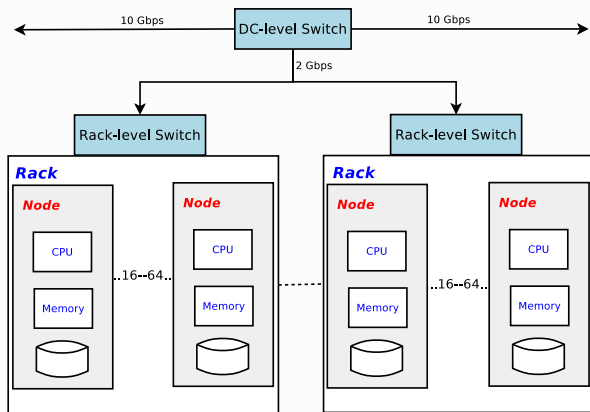 10 Gbps
DC-level Switch
10 Gbps
2 Gbps
Rack-level Switch
Rack-level Switch
Rack
Rack
Node
Node
Node
Node
CPU
CPU
CPU
CPU
..16--64..
..16--64..
Memory
Memory
Memory
Memory